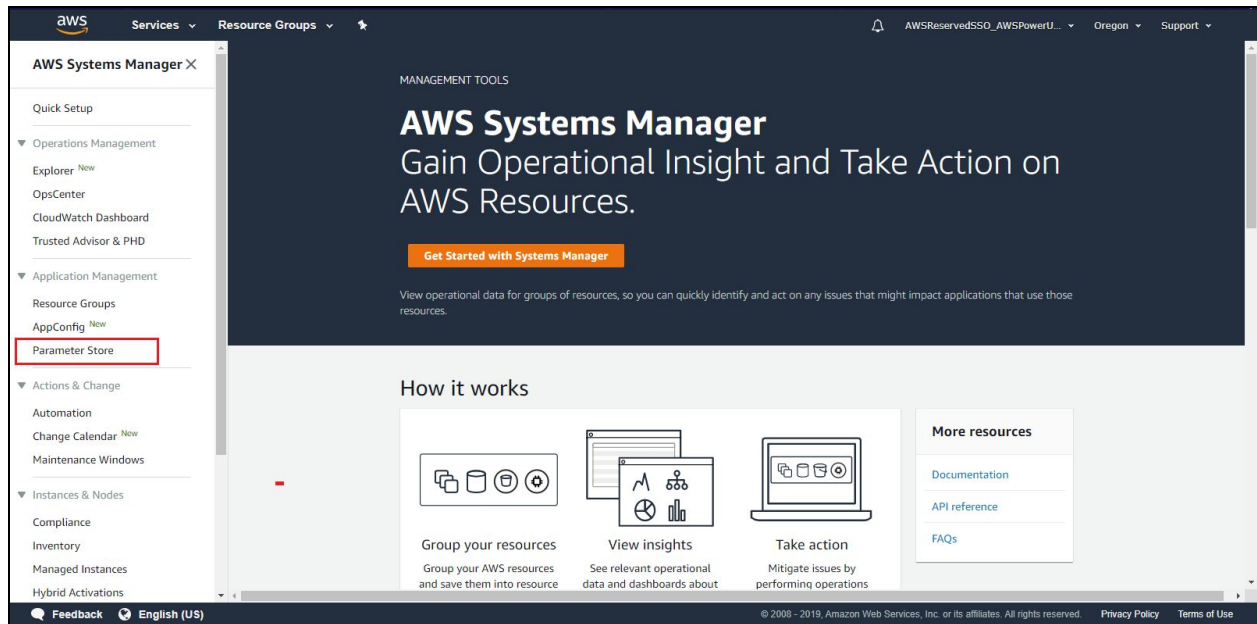 aws Services Resource Groups AWSReservedSSO_AWSPowerU... Oregon Support
AWS Systems Manager
Quick Setup
Operations Management
Explorer New
OpsCenter
CloudWatch Dashboard
Trusted Advisor & PHD
Application Management
Resource Groups
AppConfig New
Parameter Store
Actions & Change
Automation
Change Calendar New
Maintenance Windows
Instances & Nodes
Compliance
Inventory
Managed Instances
Hybrid Activations
MANAGEMENT TOOLS
AWS Systems Manager
Gain Operational Insight and Take Action on
AWS Resources.
Get Started with Systems Manager
View operational data for groups of resources, so you can quickly identify and act on any issues that might impact applications that use those
resources.
How it works
Group your resources
Group your AWS resources
and save them into resource
View insights
See relevant operational
data and dashboards about
Take action
Mitigate issues by
performing operations
More resources
Documentation
API reference
FAQs
Feedback English (US) © 2008 - 2019, Amazon Web Services, Inc. or its affiliates. All rights reserved. Privacy Policy Terms of Use